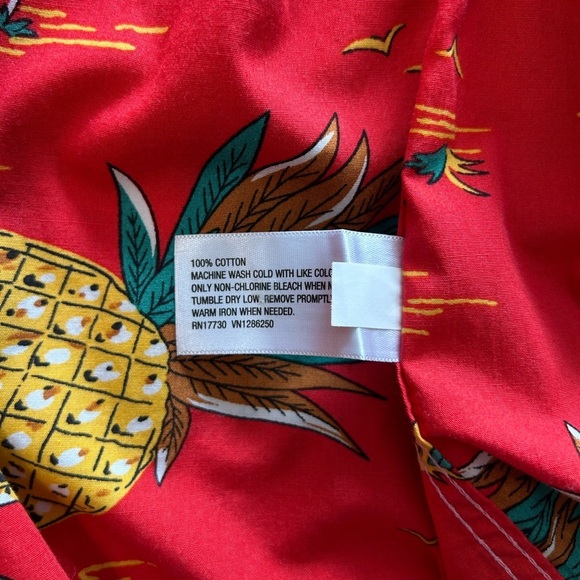 100% COTTON
MACHINE WASH COLD WITH LIKE
ONLY NON-CHLORINE BLEACH WHEN
TUMBLE DRY LOW, REMOVE PROMPTLY
WARM IRON WHEN NEEDED.
RN17730 VN1286250